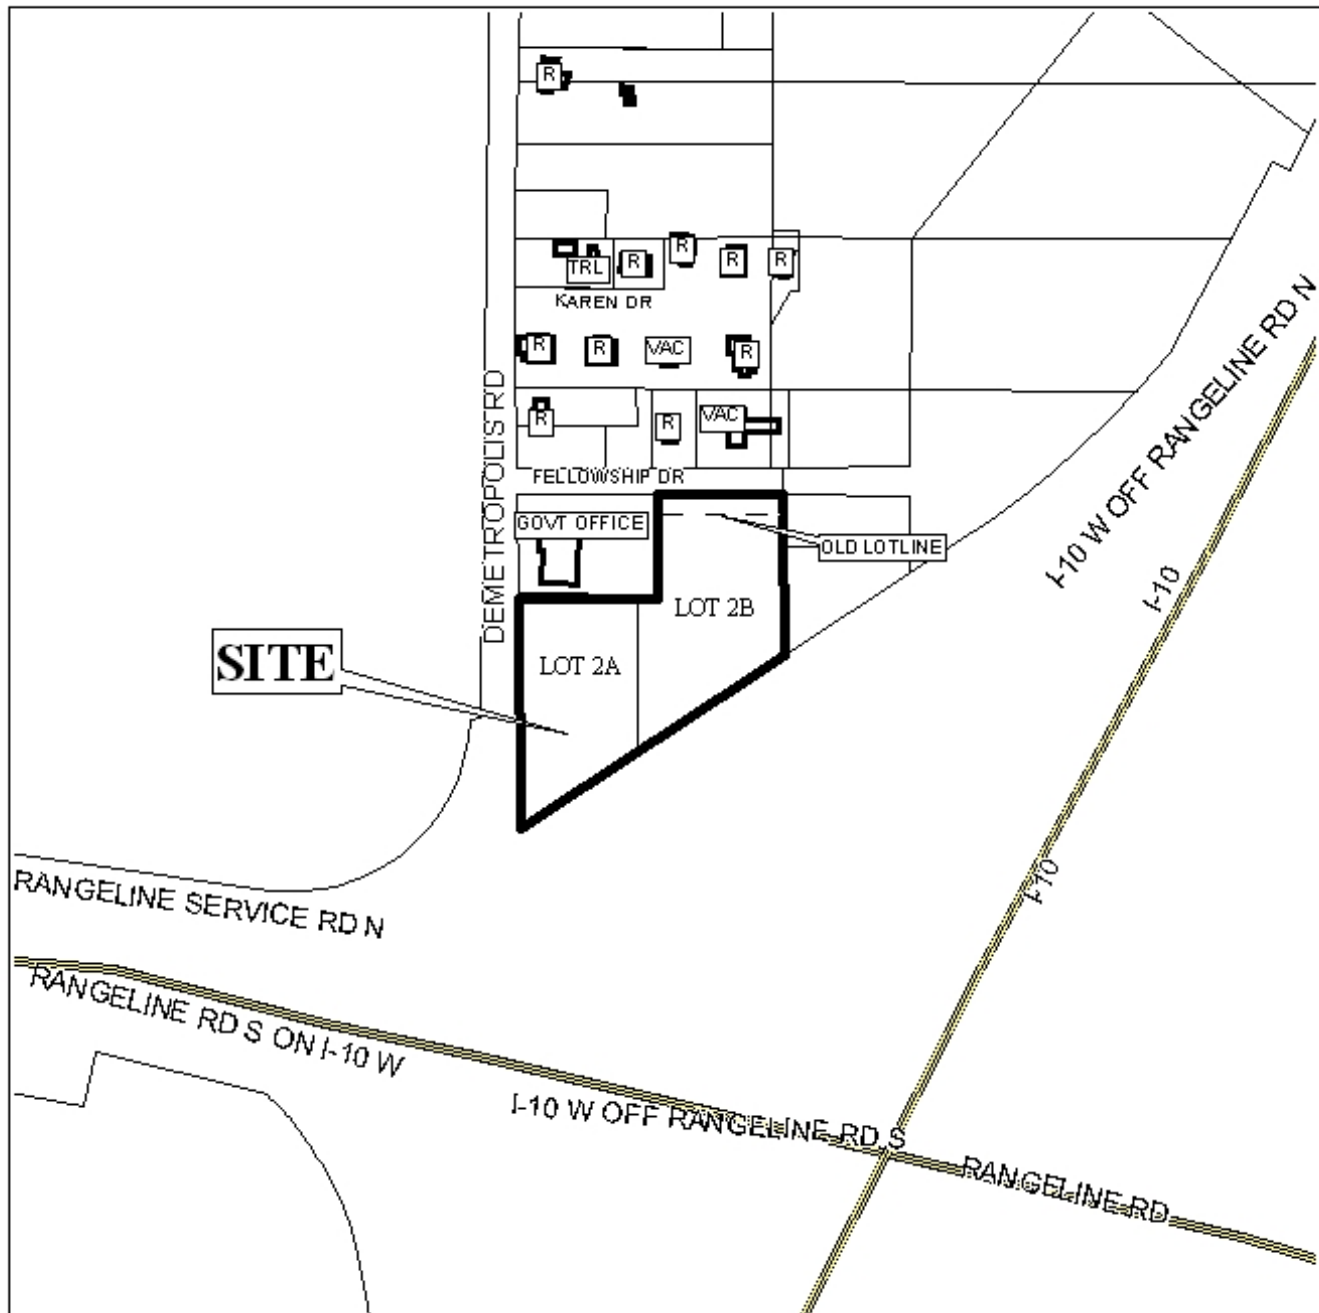 R
R
R
R
R
TRL
KAREN DR
R
R
VAC
R
DEMETROPOLIS RD
R
R
VAC
FELLOWSHIP DR
GOVT OFFICE
OLD LOTLINE
LOT 2B
LOT 2A
SITE
I-10 W OFF RANGELINE RD N
I-10
I-10
RANGELINE SERVICE RD N
RANGELINE RD S ON I-10 W
I-10 W OFF RANGELINE RD S
RANGELINE RD